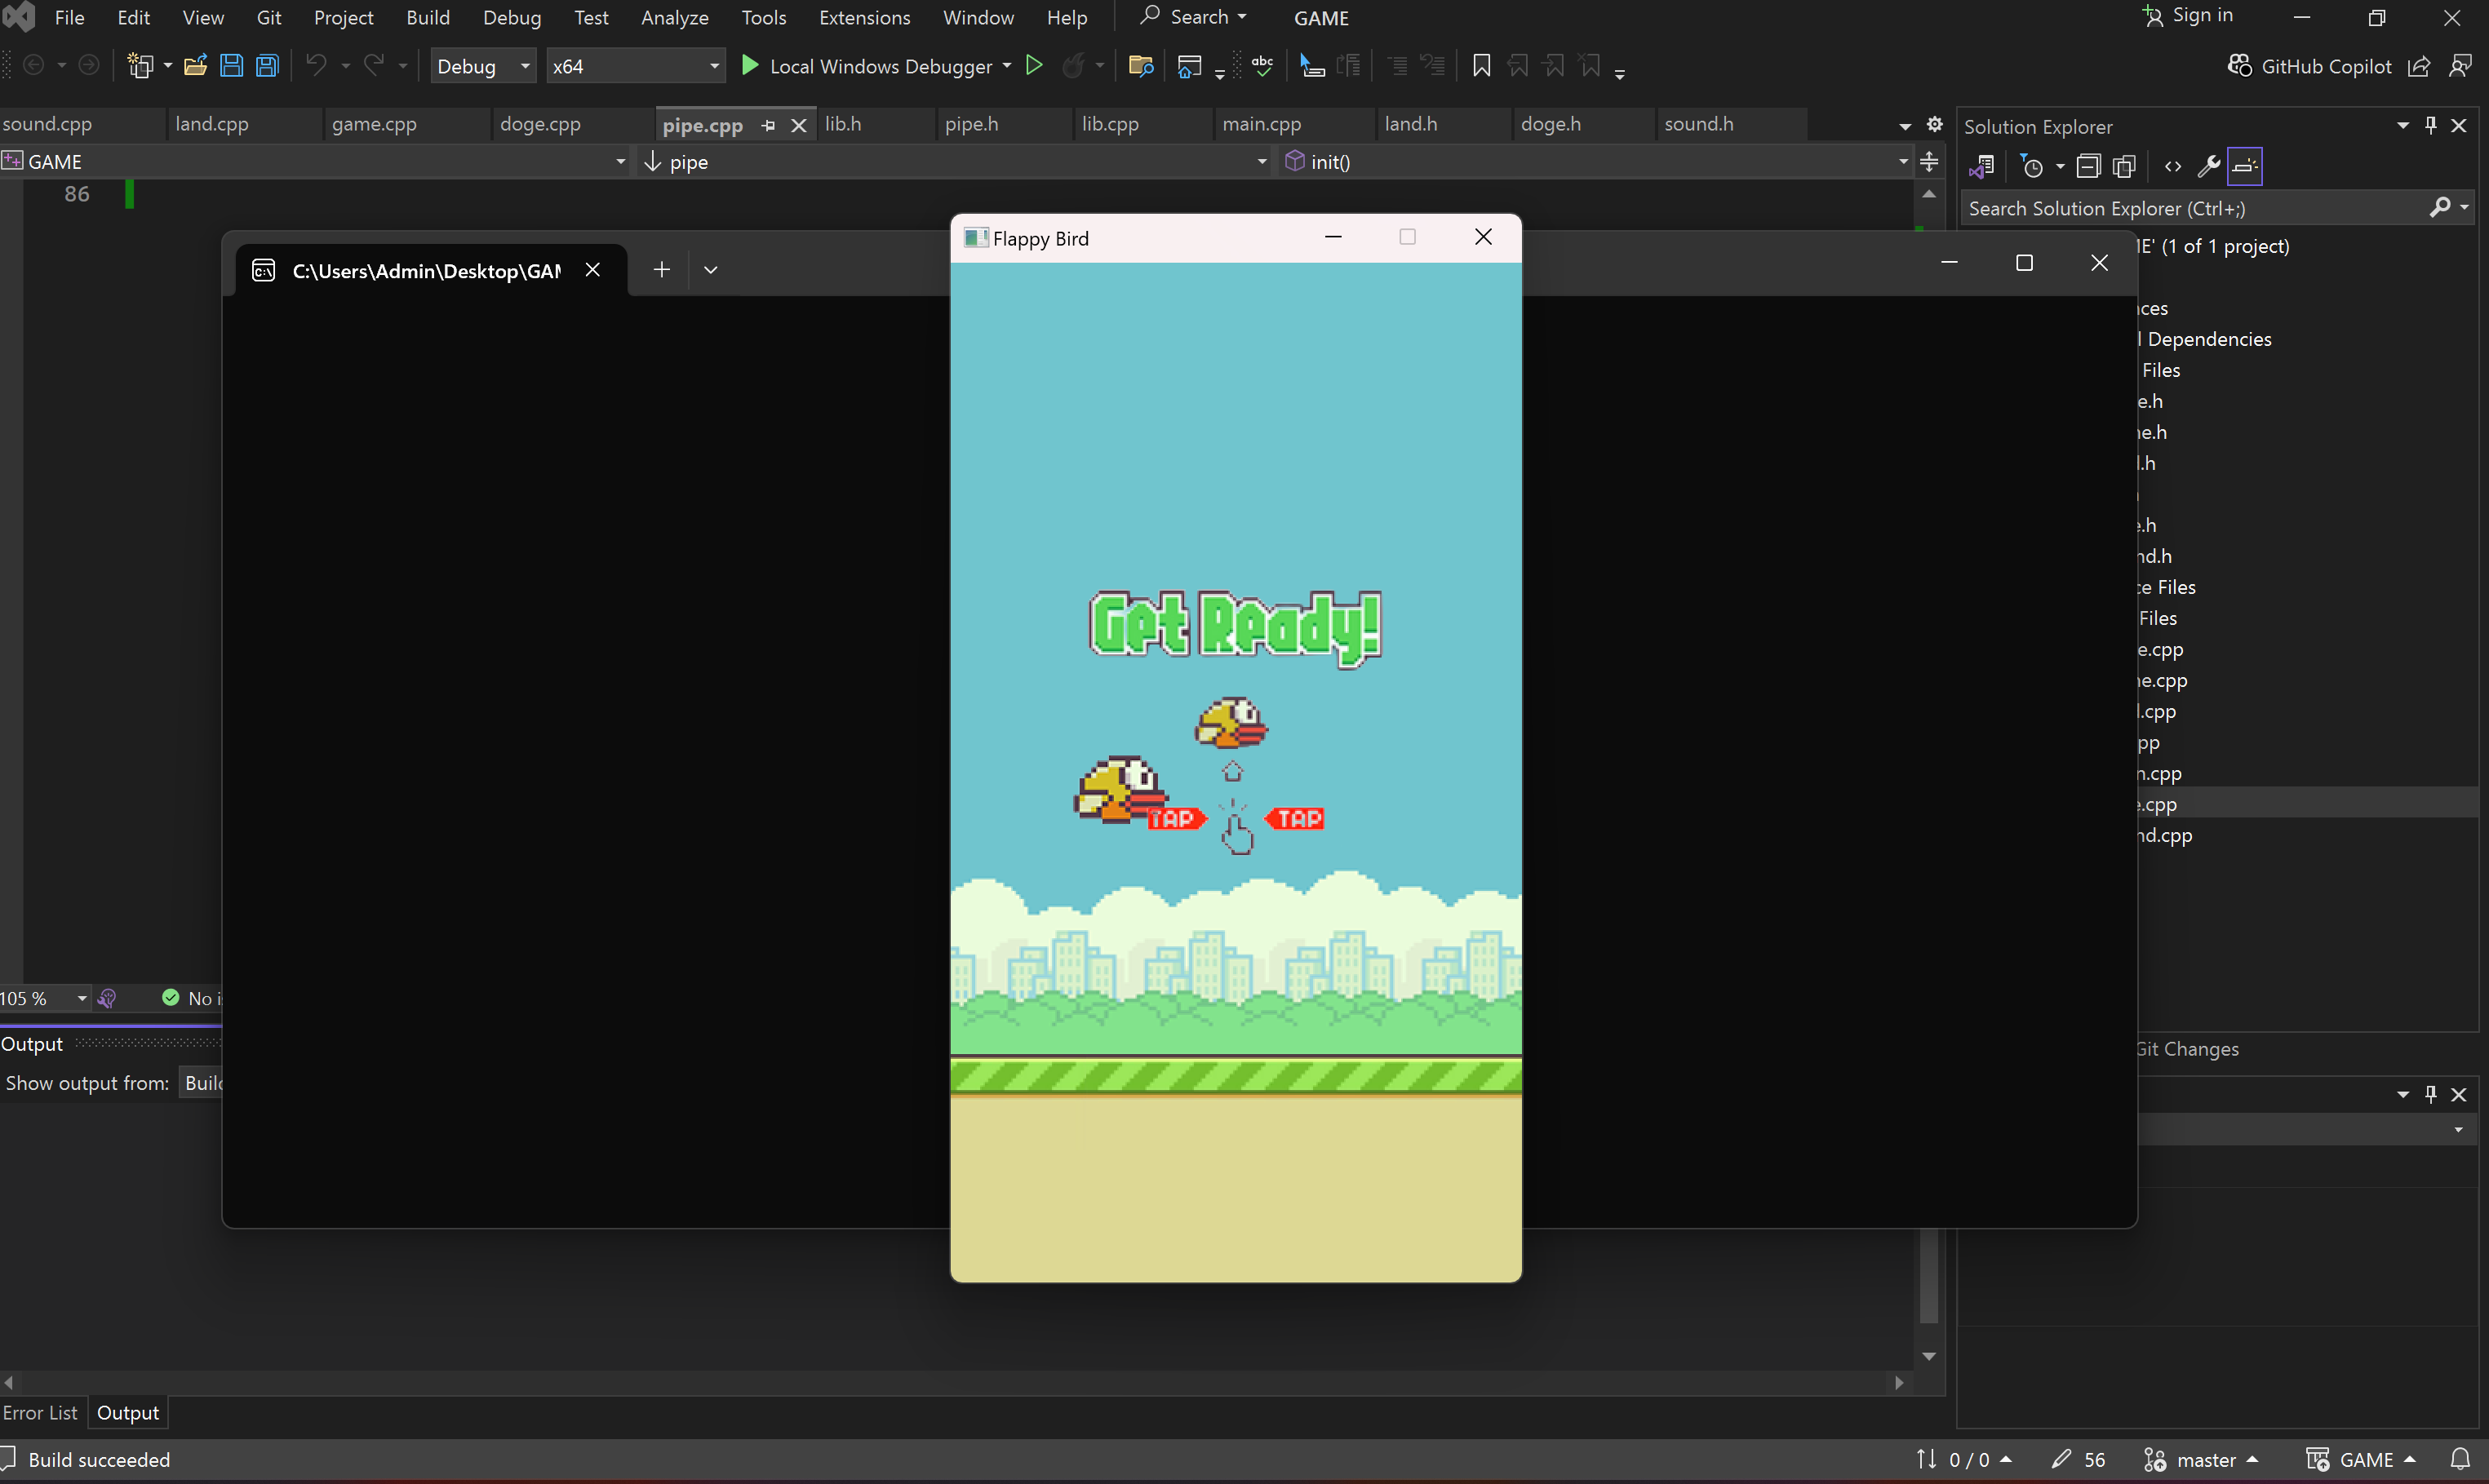 File Edit View Git Project Build Debug Test Analyze Tools Extensions Window Help Search GAME Sign in
Debug x64 Local Windows Debugger GitHub Copilot
sound.cpp land.cpp game.cpp doge.cpp pipe.cpp lib.h pipe.h lib.cpp main.cpp land.h doge.h sound.h
Solution Explorer
GAME pipe init()
86
Search Solution Explorer (Ctrl+;)
Flappy Bird
C:\Users\Admin\Desktop\GAM
E' (1 of 1 project)
ces
l Dependencies
Files
e.h
e.h
.h
e.h
nd.h
ce Files
Files
e.cpp
e.cpp
.cpp
pp
n.cpp
e.cpp
nd.cpp
Get Ready!
TAP TAP
105 % No i
Output
Show output from: Build
Git Changes
Error List Output
Build succeeded 0 / 0 56 master GAME